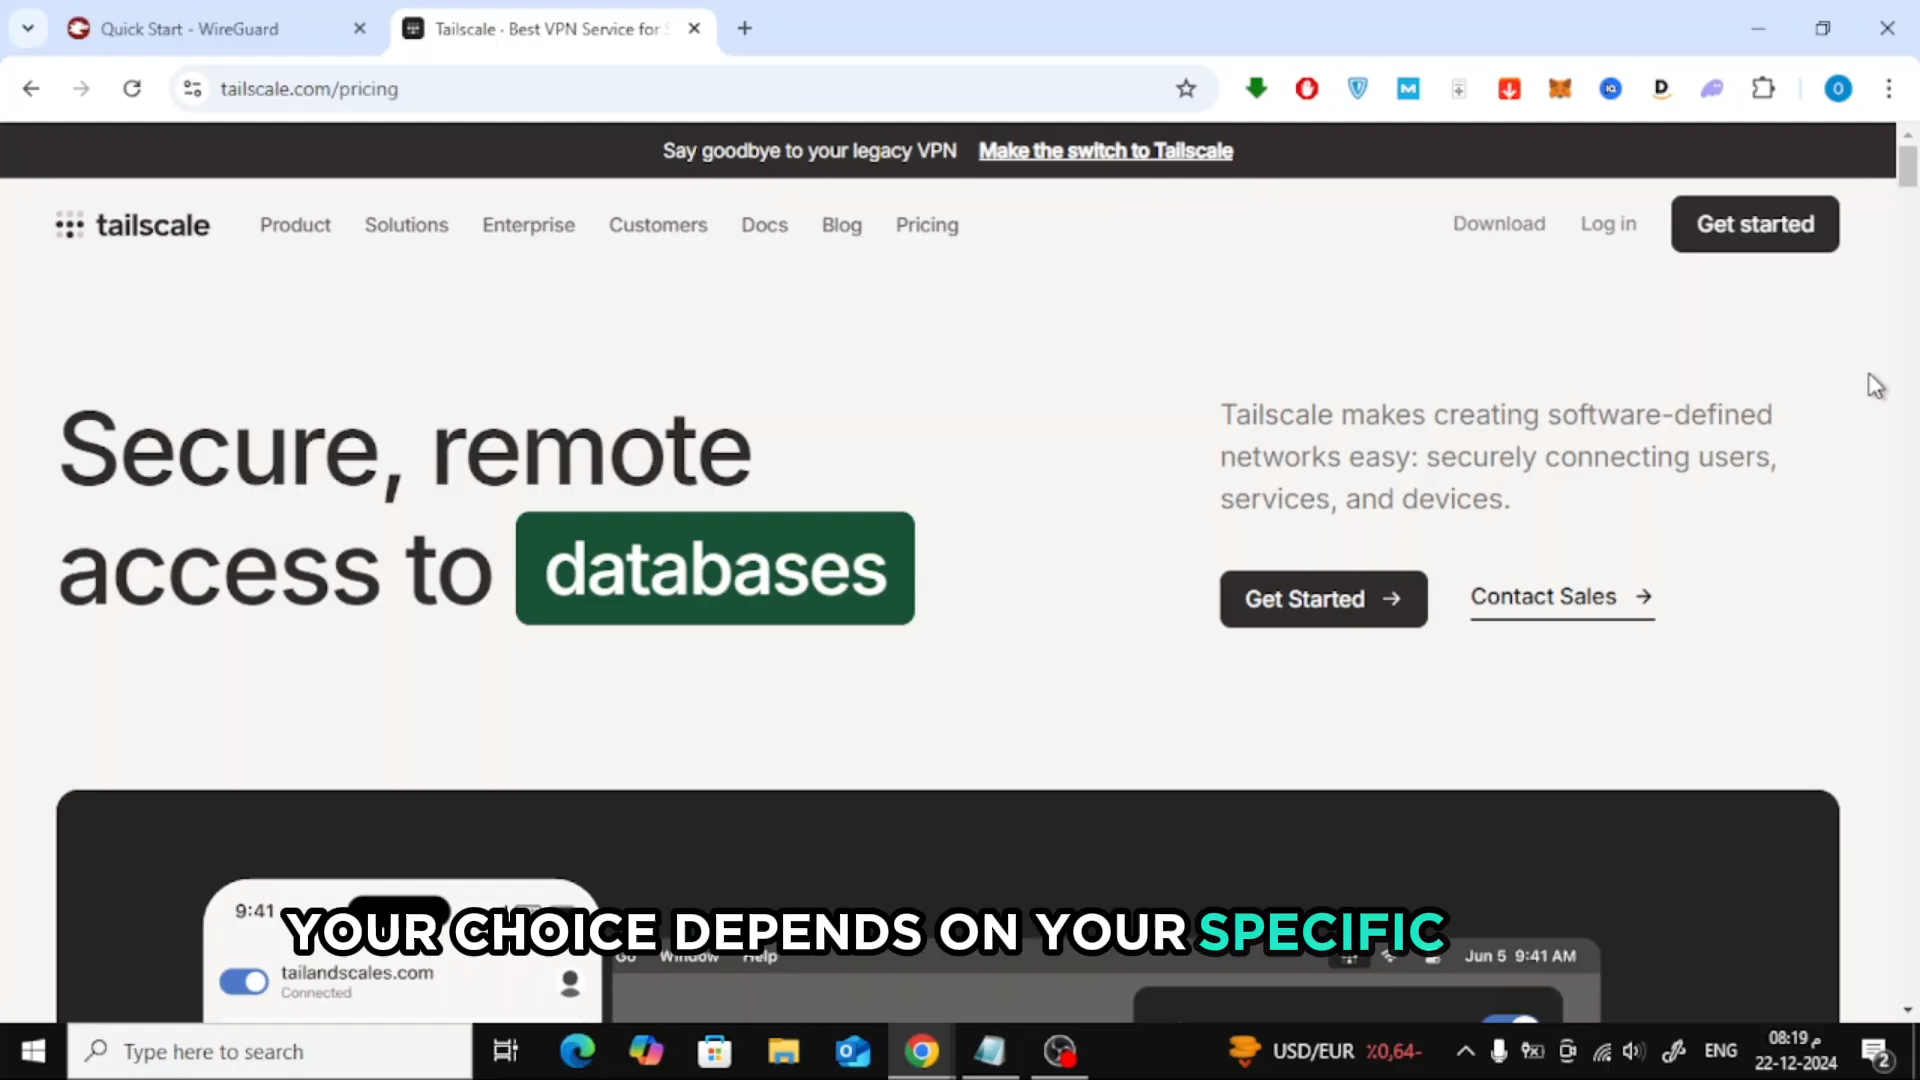 Quick Start - WireGuard
Tailscale · Best VPN Service for
tailscale.com/pricing
Say goodbye to your legacy VPN Make the switch to Tailscale
tailscale
Product Solutions Enterprise Customers Docs Blog Pricing
Download Log in Get started
Secure, remote
access to databases
Tailscale makes creating software-defined
networks easy: securely connecting users,
services, and devices.
Get Started → Contact Sales →
9:41
YOUR CHOICE DEPENDS ON YOUR SPECIFIC
Go Window Help Jun 5 9:41 AM
tailandscales.com
Connected
Type here to search
USD/EUR ٪0,64-
ENG
08:19 م
22-12-2024
2